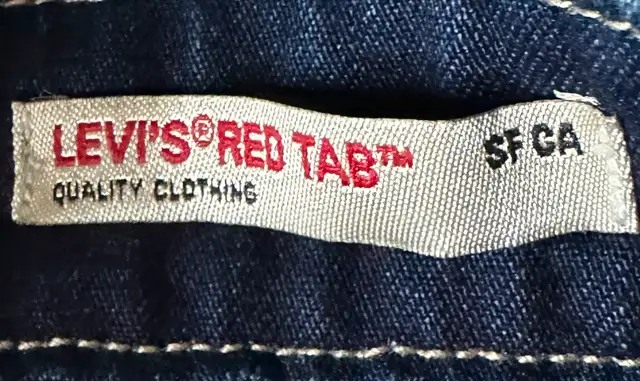 LEVI'S® RED TAB™ SF CA
QUALITY CLOTHING